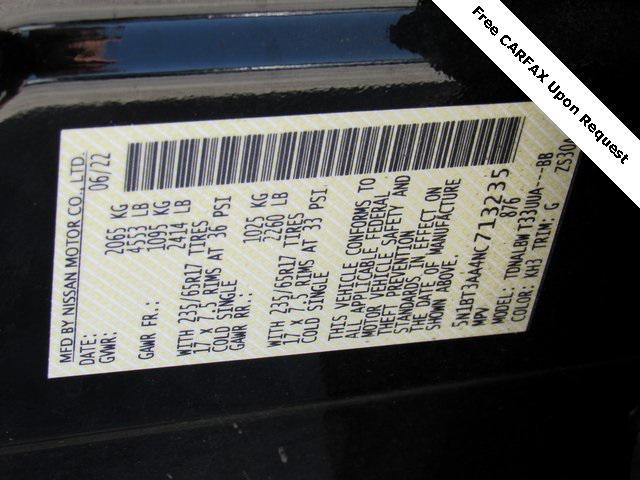 Free CARFAX Upon Request
MFD BY NISSAN MOTOR CO., LTD.
DATE: 06/22
GVWR: 2065 KG
4553 LB
GAWR FR.: 1095 KG
2414 LB
WITH 235/65R17 TIRES
17 X 7.5 RIMS AT 36 PSI
COLD SINGLE
GAWR RR.: 1025 KG
2260 LB
WITH 235/65R17 TIRES
17 X 7.5 RIMS AT 33 PSI.
COLD SINGLE
THIS VEHICLE CONFORMS TO
ALL APPLICABLE FEDERAL
MOTOR VEHICLE SAFETY AND
THEFT PREVENTION
STANDARDS IN EFFECT ON
THE DATE OF MANUFACTURE
SHOWN ABOVE.
5N1BT3AA4NC713235
MPV 876
MODEL: TDNALBW T33UUA---BB
COLOR: KH3 TRIM: G